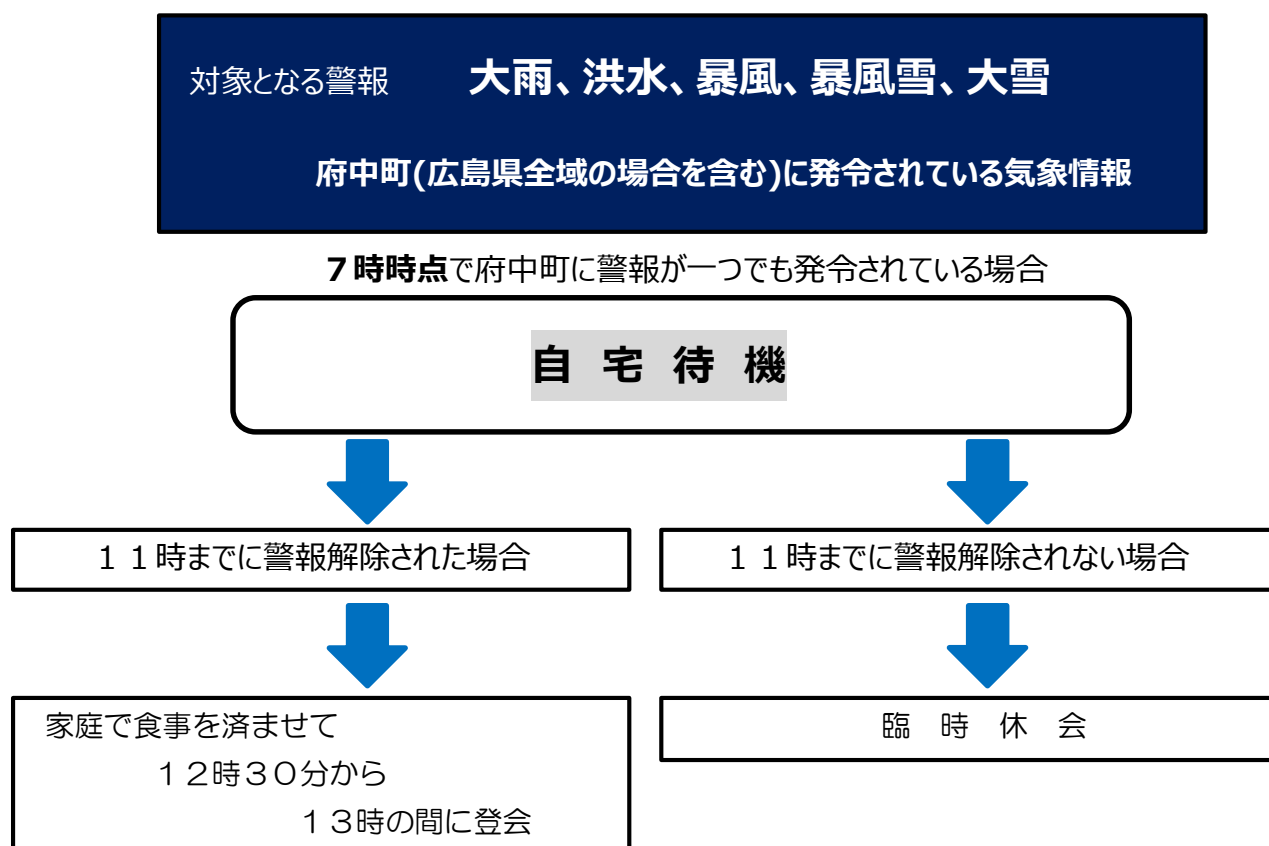 対象となる警報 大雨、洪水、暴風、暴風雪、大雪
府中町(広島県全域の場合を含む)に発令されている気象情報
７時時点で府中町に警報が一つでも発令されている場合
自 宅 待 機
１１時までに警報解除された場合
１１時までに警報解除されない場合
家庭で食事を済ませて
１２時３０分から
１３時の間に登会
臨 時 休 会